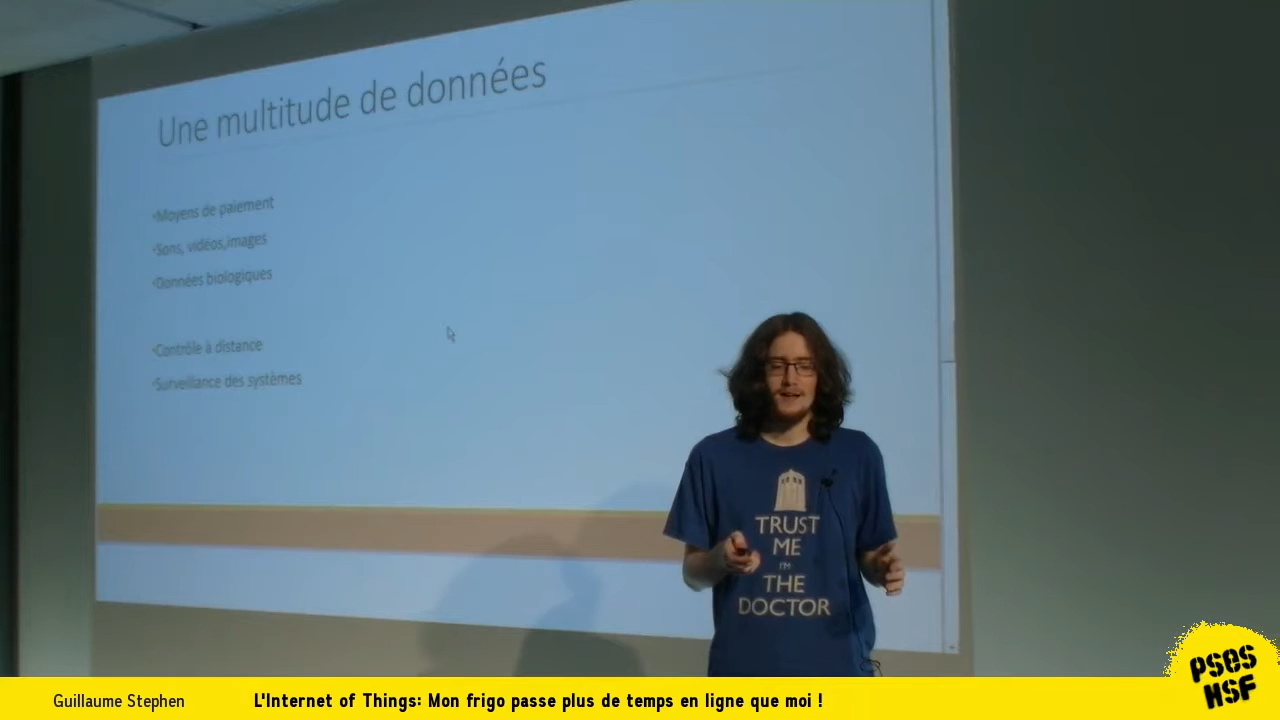 Une multitude de données
•Moyens de paiement
•Sons, vidéos,images
•Données biologiques
•Contrôle à distance
•Surveillance des systèmes
TRUST
ME
I'M
THE
DOCTOR
PSES
HSF
Guillaume Stephen
L'Internet of Things: Mon frigo passe plus de temps en ligne que moi !